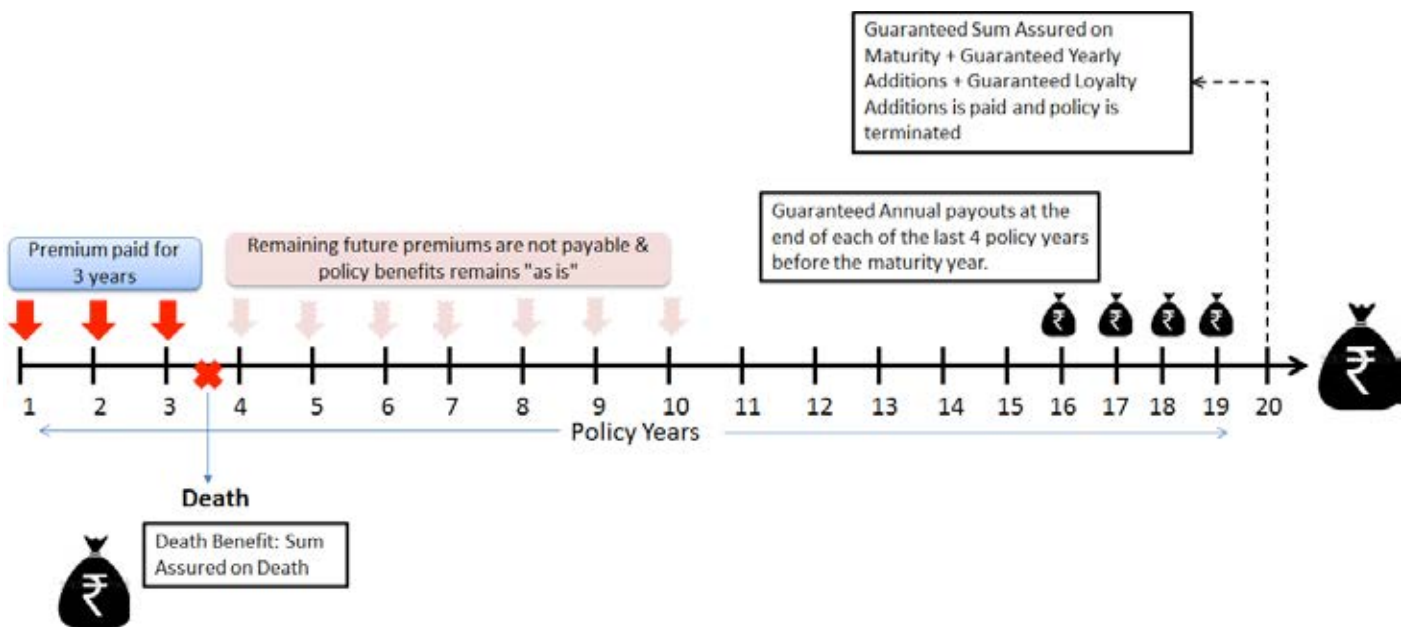 Guaranteed Sum Assured on
Maturity + Guaranteed Yearly
Additions + Guaranteed Loyalty
Additions is paid and policy is
terminated
Guaranteed Annual payouts at the
end of each of the last 4 policy years
before the maturity year.
Premium paid for
3 years
Remaining future premiums are not payable &
policy benefits remains "as is"
₹ ₹ ₹ ₹
₹
1 2 3 4 5 6 7 8 9 10 11 12 13 14 15 16 17 18 19 20
Policy Years
Death
Death Benefit: Sum
Assured on Death
₹